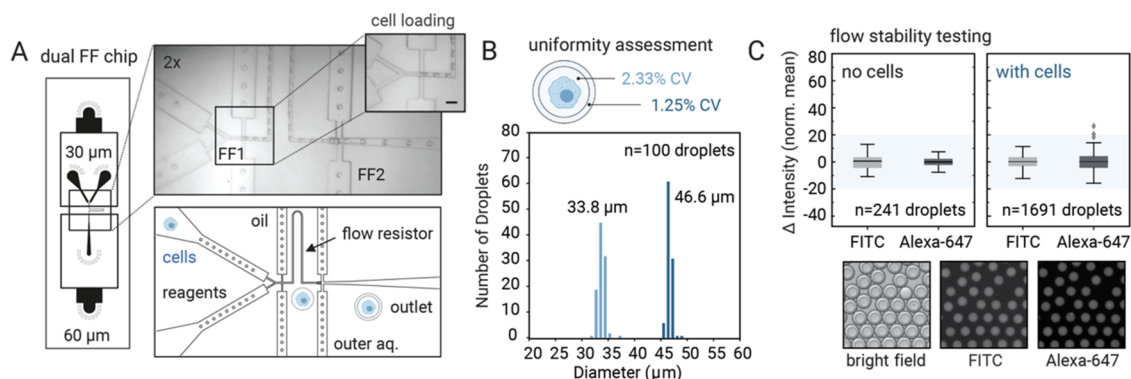 A
dual FF chip
30 µm
60 µm
cell loading
2x
FF1
FF2
cells
reagents
oil
flow resistor
outlet
outer aq.
B
uniformity assessment
2.33% CV
1.25% CV
Number of Droplets
80
70
60
50
40
30
20
10
0
n=100 droplets
33.8 µm
46.6 µm
20 25 30 35 40 45 50 55 60
Diameter (µm)
C
flow stability testing
Δ Intensity (norm. mean)
80
60
40
20
0
-20
-40
no cells
n=241 droplets
FITC Alexa-647
with cells
n=1691 droplets
FITC Alexa-647
bright field
FITC
Alexa-647